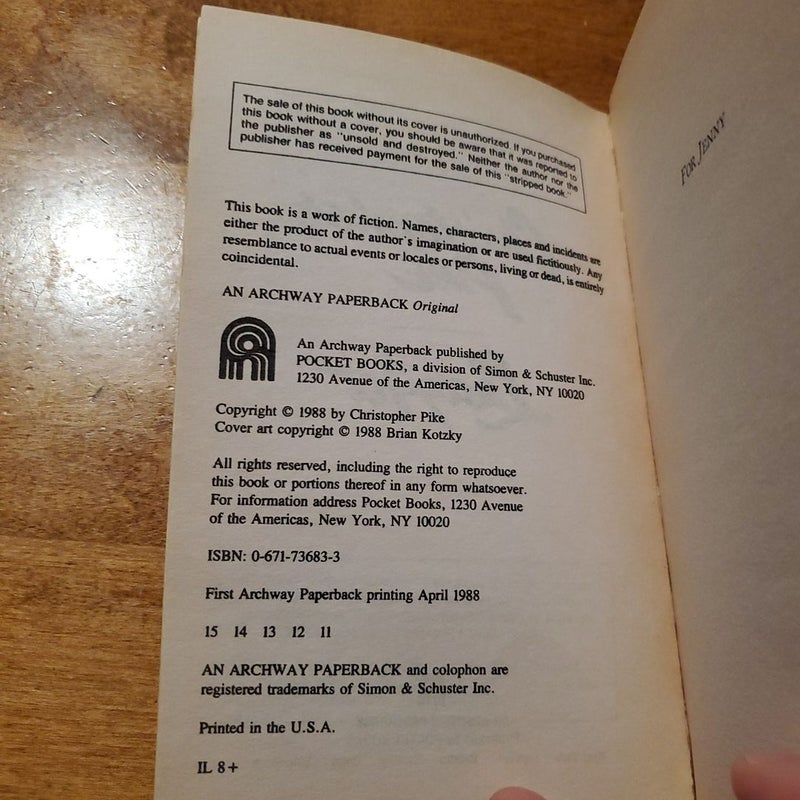 The sale of this book without its cover is unauthorized. If you purchased
this book without a cover, you should be aware that it was reported to
the publisher as "unsold and destroyed." Neither the author nor the
publisher has received payment for the sale of this "stripped book."
This book is a work of fiction. Names, characters, places and incidents are
either the product of the author's imagination or are used fictitiously. Any
resemblance to actual events or locales or persons, living or dead, is entirely
coincidental.
AN ARCHWAY PAPERBACK Original
An Archway Paperback published by
POCKET BOOKS, a division of Simon & Schuster Inc.
1230 Avenue of the Americas, New York, NY 10020
Copyright © 1988 by Christopher Pike
Cover art copyright © 1988 Brian Kotzky
All rights reserved, including the right to reproduce
this book or portions thereof in any form whatsoever.
For information address Pocket Books, 1230 Avenue
of the Americas, New York, NY 10020
ISBN: 0-671-73683-3
First Archway Paperback printing April 1988
15 14 13 12 11
AN ARCHWAY PAPERBACK and colophon are
registered trademarks of Simon & Schuster Inc.
Printed in the U.S.A.
IL 8+
FOR JENNY